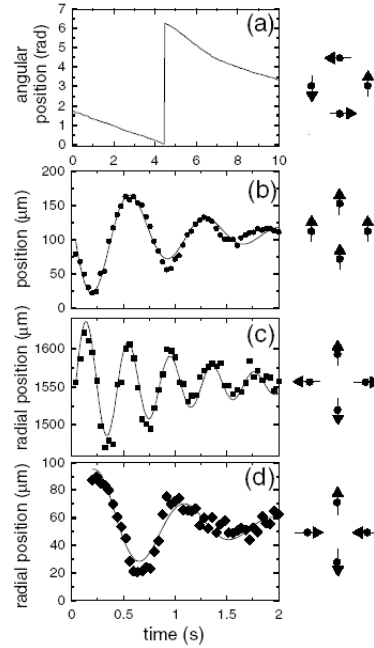 (a)
angular
position (rad)
7
6
5
4
3
2
1
0
0 2 4 6 8 10
(b)
position (μm)
200
150
100
50
0
(c)
radial position (μm)
1600
1550
1500
(d)
radial position (μm)
100
80
60
40
20
0
0 0.5 1 1.5 2
time (s)